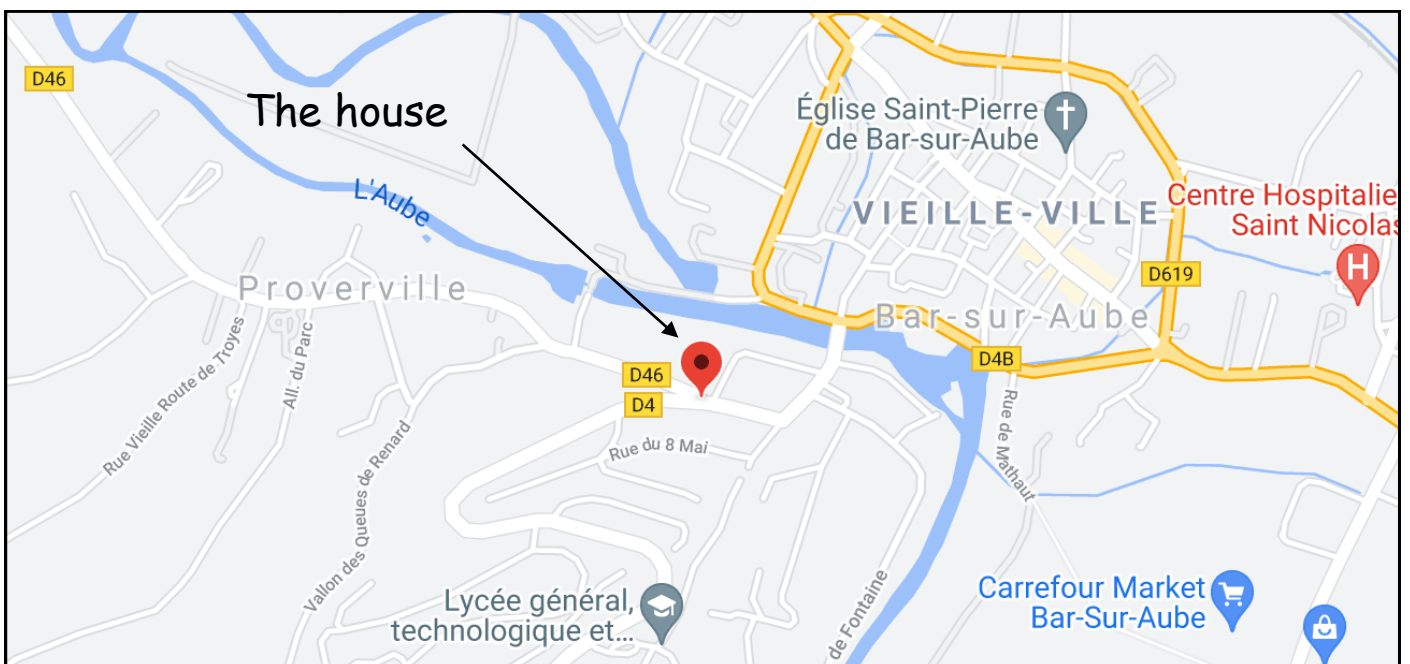 D46
The house
Église Saint-Pierre
de Bar-sur-Aube
L'Aube
VIEILLE-VILLE
Centre Hospitalie
Saint Nicolas
H
D619
Proverville
Bar-sur-Aube
D4B
D46
D4
Rue Vieille Route de Troyes
All. du Parc
Vallon des Queues de Renard
Rue du 8 Mai
Rue de Mathaut
Lycée général,
technologique et...
de Fontaine
Carrefour Market
Bar-Sur-Aube